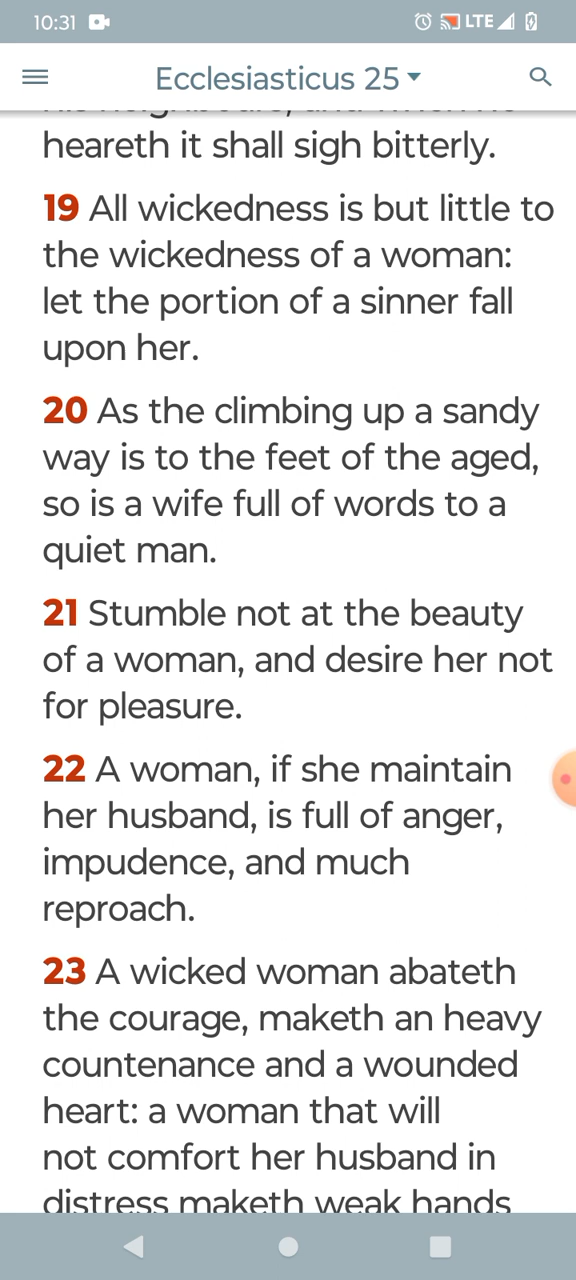 10:31
LTE
Ecclesiasticus 25
heareth it shall sigh bitterly.
19 All wickedness is but little to
the wickedness of a woman:
let the portion of a sinner fall
upon her.
20 As the climbing up a sandy
way is to the feet of the aged,
so is a wife full of words to a
quiet man.
21 Stumble not at the beauty
of a woman, and desire her not
for pleasure.
22 A woman, if she maintain
her husband, is full of anger,
impudence, and much
reproach.
23 A wicked woman abateth
the courage, maketh an heavy
countenance and a wounded
heart: a woman that will
not comfort her husband in
distress maketh weak hands